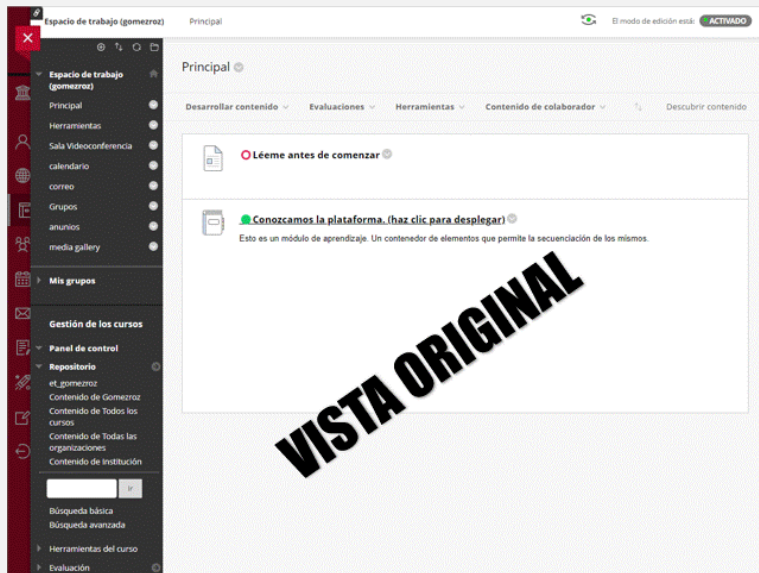 Espacio de trabajo (gomezroz)
Principal
El modo de edición está:
ACTIVADO
Espacio de trabajo
(gomezroz)
Principal
Herramientas
Sala Videoconferencia
calendario
correo
Grupos
anunios
media gallery
Mis grupos
Gestión de los cursos
Panel de control
Repositorio
et_gomezroz
Contenido de Gomezroz
Contenido de Todos los
cursos
Contenido de Todas las
organizaciones
Contenido de Institución
Ir
Búsqueda básica
Búsqueda avanzada
Herramientas del curso
Evaluación
Principal
Desarrollar contenido
Evaluaciones
Herramientas
Contenido de colaborador
Descubrir contenido
Léeme antes de comenzar
Conozcamos la plataforma. (haz clic para desplegar)
Esto es un módulo de aprendizaje. Un contenedor de elementos que permite la secuenciación de los mismos.
VISTA ORIGINAL